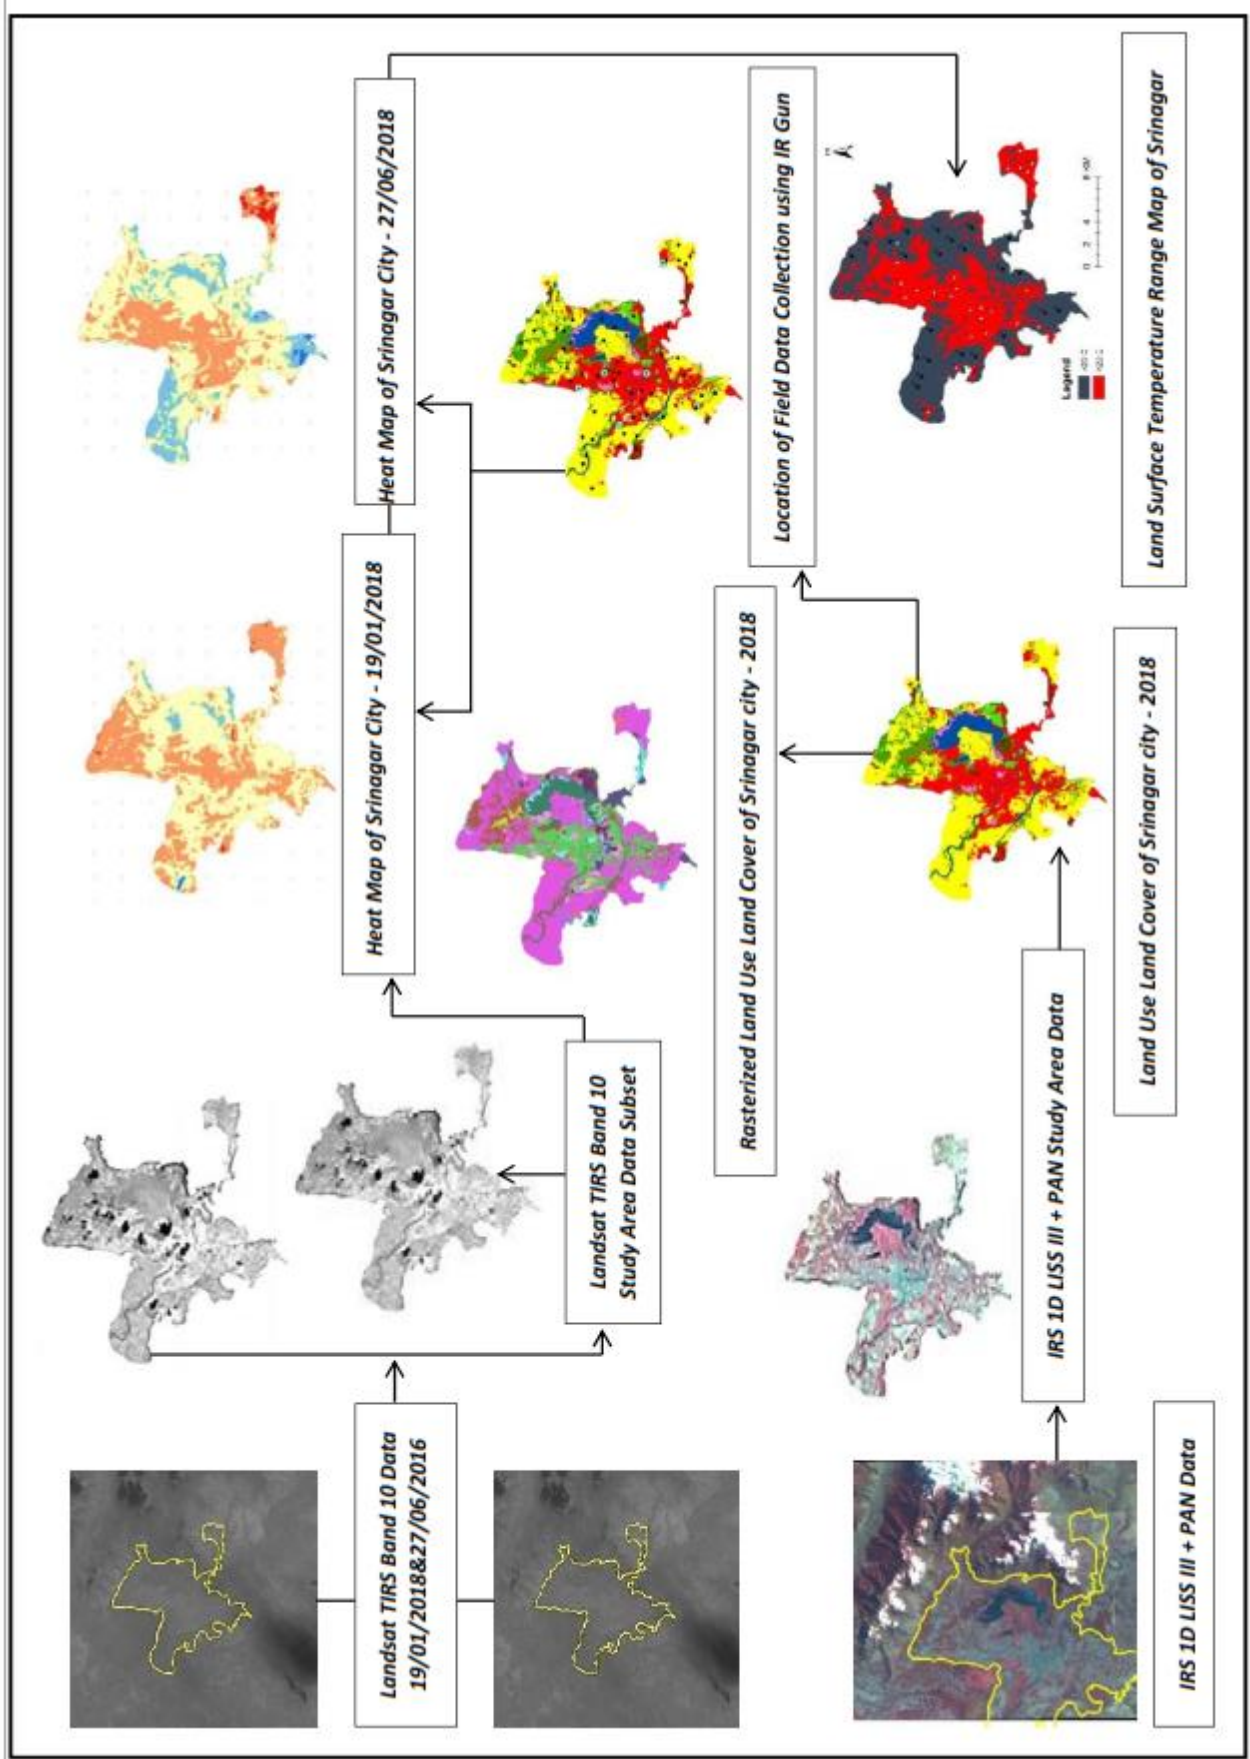 Landsat TIRS Band 10 Data
19/01/2018&27/06/2016
Landsat TIRS Band 10
Study Area Data Subset
Heat Map of Srinagar City - 19/01/2018
Heat Map of Srinagar City - 27/06/2018
Rasterized Land Use Land Cover of Srinagar city - 2018
Location of Field Data Collection using IR Gun
IRS 1D LISS III + PAN Data
IRS 1D LISS III + PAN Study Area Data
Land Use Land Cover of Srinagar city - 2018
Legend
0 2 4 8
Land Surface Temperature Range Map of Srinagar